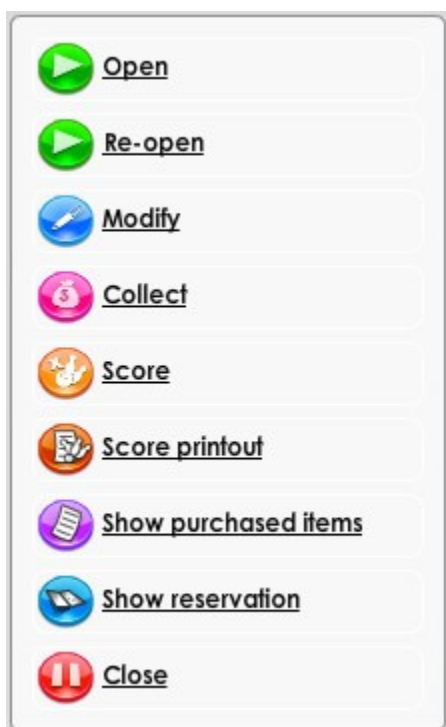 Open
Re-open
Modify
Collect
Score
Score printout
Show purchased items
Show reservation
Close